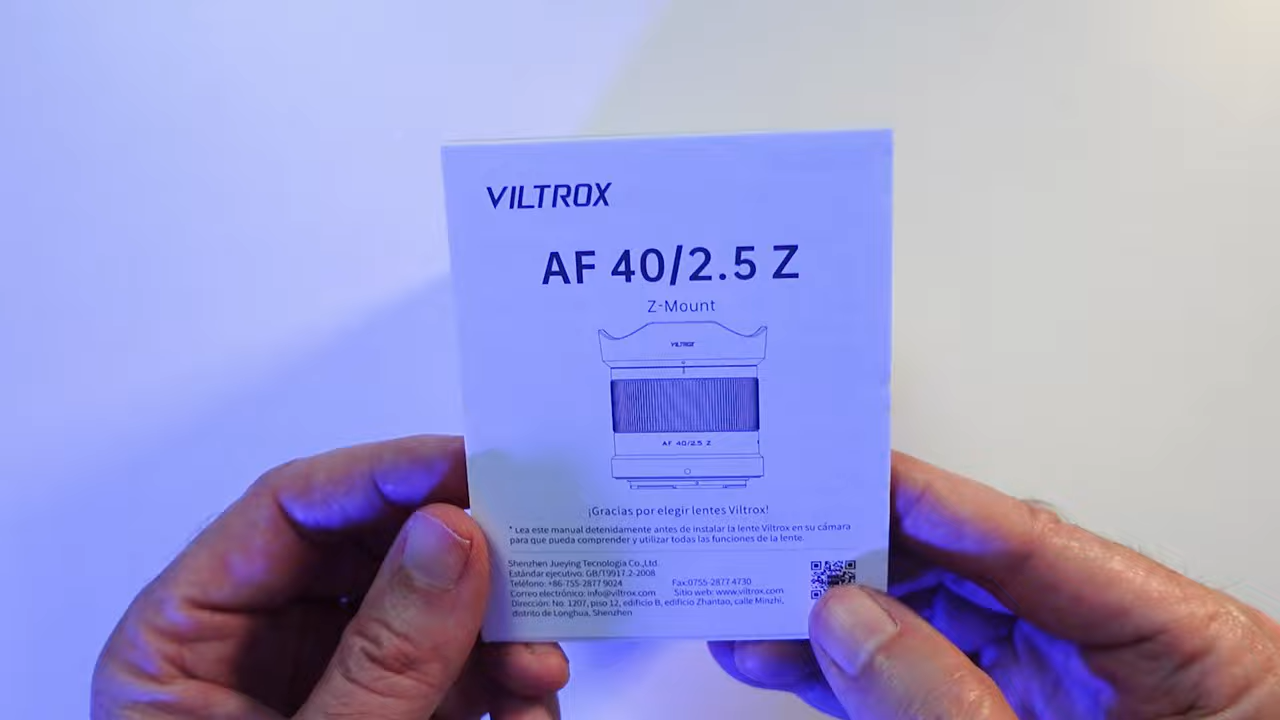 VILTROX
AF 40/2.5 Z
Z-Mount
VILTROX
AF 40/2.5 Z
¡Gracias por elegir lentes Viltrox!
* Lea este manual detenidamente antes de instalar la lente Viltrox en su cámara
para que pueda comprender y utilizar todas las funciones de la lente.
Shenzhen Jueying Tecnología Co.,Ltd.
Estándar ejecutivo: GB/T9917.2-2008
Teléfono: +86-755-2877 9024 Fax:0755-2877 4730
Correo electrónico: info@viltrox.com Sitio web: www.viltrox.com
Dirección: No. 1207, piso 12, edificio B, edificio Zhantao, calle Minzhi,
distrito de Longhua, Shenzhen